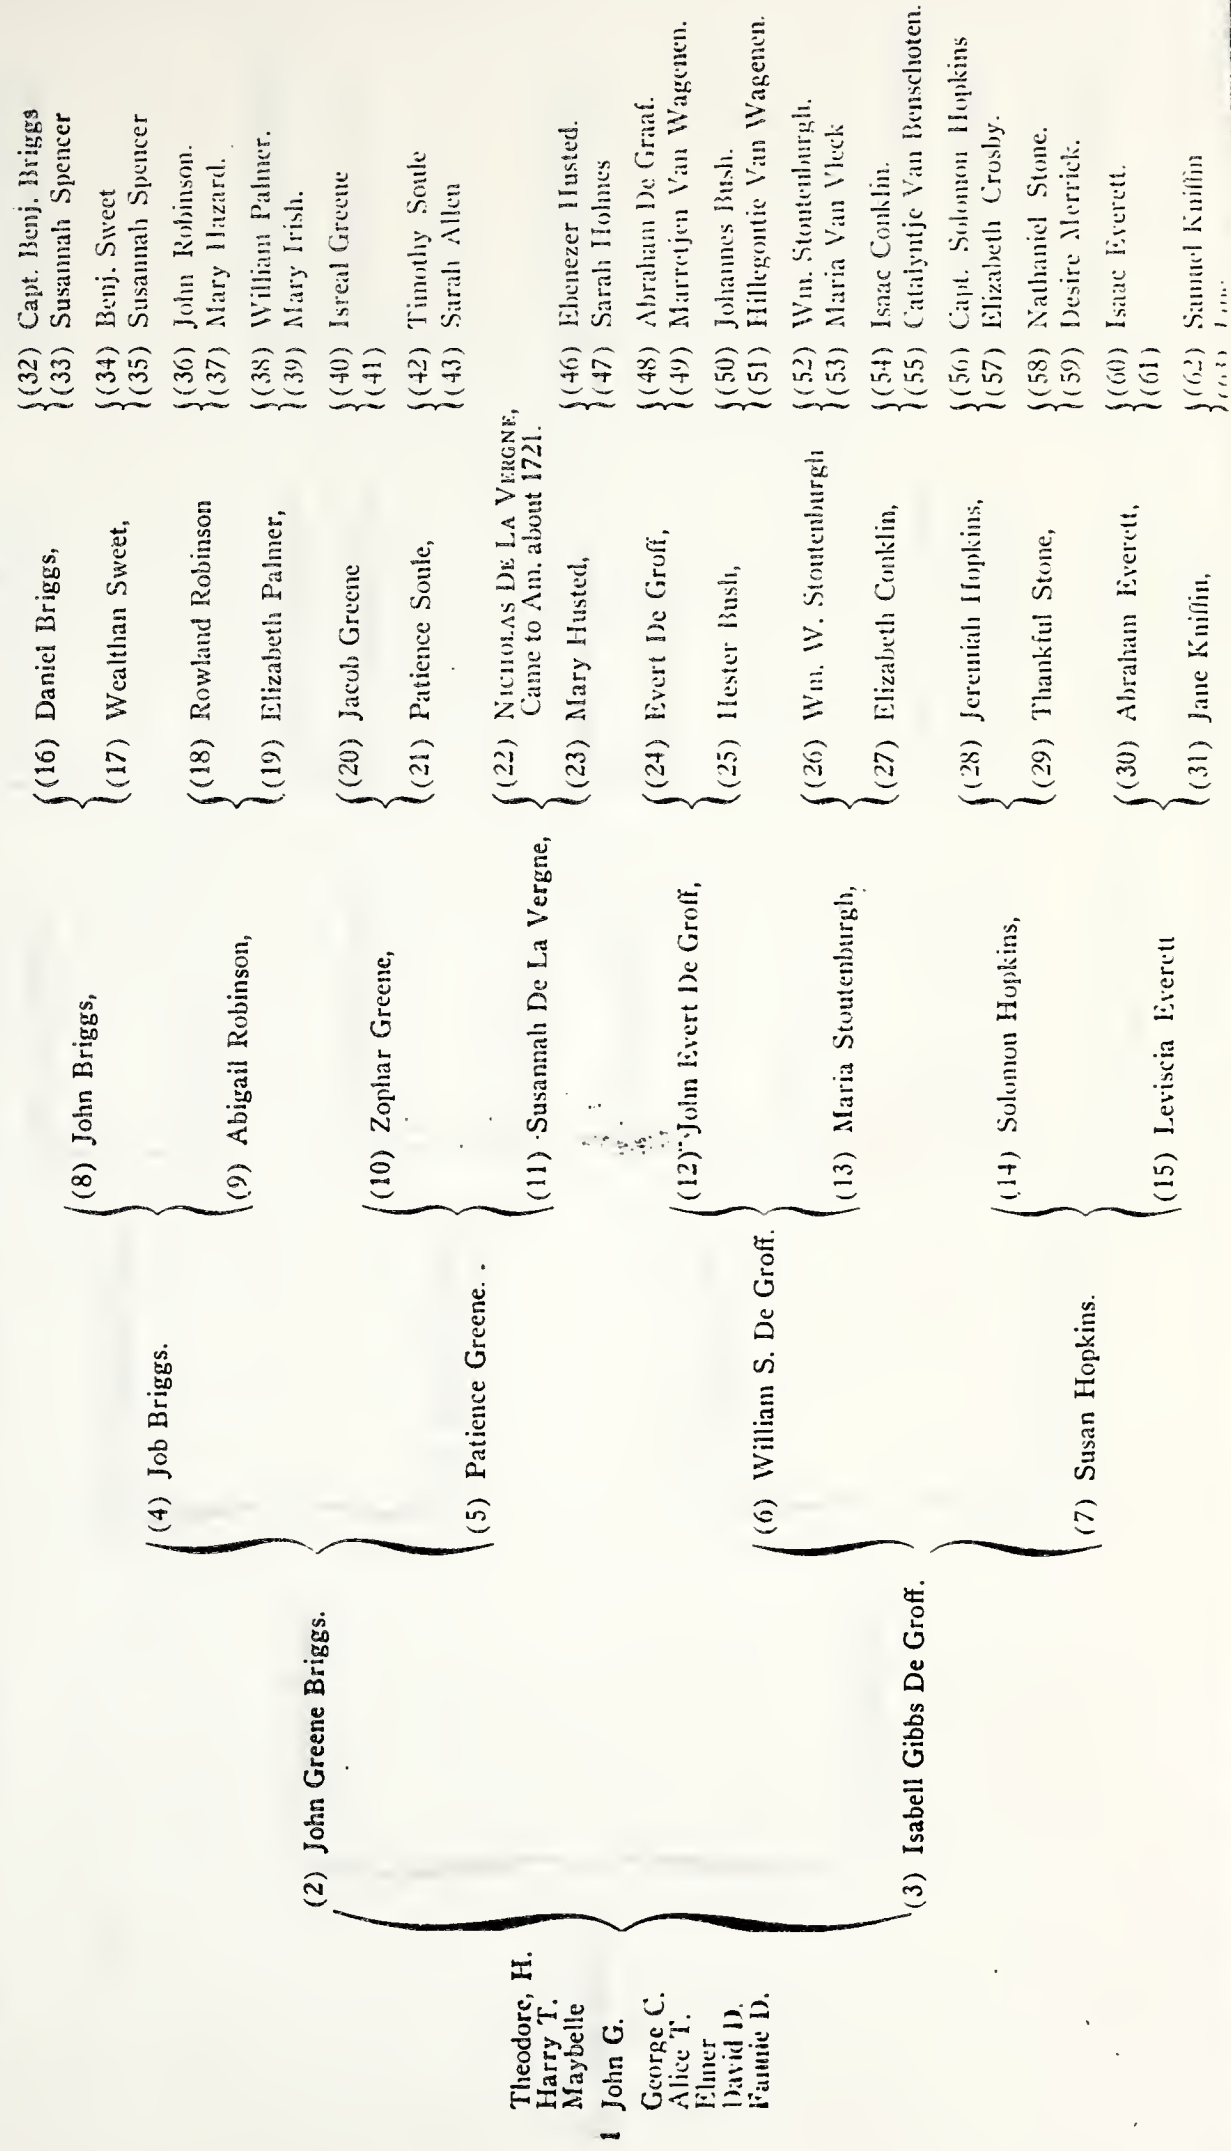 Theodore, H.
Harry T.
Maybelle
1 John G.
George C.
Alice T.
Elmer
David D.
Fannie D.
(2) John Greene Briggs.
(3) Isabell Gibbs De Groff.
(4) Job Briggs.
(5) Patience Greene. .
(6) William S. De Groff.
(7) Susan Hopkins.
(8) John Briggs,
(9) Abigail Robinson,
(10) Zophar Greene,
(11) Susannah De La Vergne,
(12) John Evert De Groff,
(13) Maria Stoutenburgh,
(14) Solomon Hopkins,
(15) Leviscia Everett
(16) Daniel Briggs,
(17) Wealthan Sweet,
(18) Rowland Robinson
(19) Elizabeth Palmer,
(20) Jacob Greene
(21) Patience Soule,
(22) NICHOLAS DE LA VERGNE,
Came to Am. about 1721.
(23) Mary Husted,
(24) Evert De Groff,
(25) Hester Bush,
(26) Wm. W. Stoutenburgh
(27) Elizabeth Conklin,
(28) Jeremiah Hopkins,
(29) Thankful Stone,
(30) Abraham Everett,
(31) Jane Kniffin,
(32) Capt. Benj. Briggs
(33) Susannah Spencer
(34) Benj. Sweet
(35) Susannah Spencer
(36) John Robinson.
(37) Mary Hazard.
(38) William Palmer.
(39) Mary Irish.
(40) Isreal Greene
(41)
(42) Timothy Soule
(43) Sarah Allen
(46) Ebenezer Husted.
(47) Sarah Holmes
(48) Abraham De Graaf.
(49) Marretjen Van Wagenen.
(50) Johannes Bush.
(51) Hillegontie Van Wagenen.
(52) Wm. Stoutenburgh.
(53) Maria Van Vleck
(54) Isaac Conklin.
(55) Catalyntje Van Benschoten.
(56) Capt. Solomon Hopkins
(57) Elizabeth Crosby.
(58) Nathaniel Stone.
(59) Desire Merrick.
(60) Isaac Everett.
(61)
(62) Samuel Kniffin
(63)